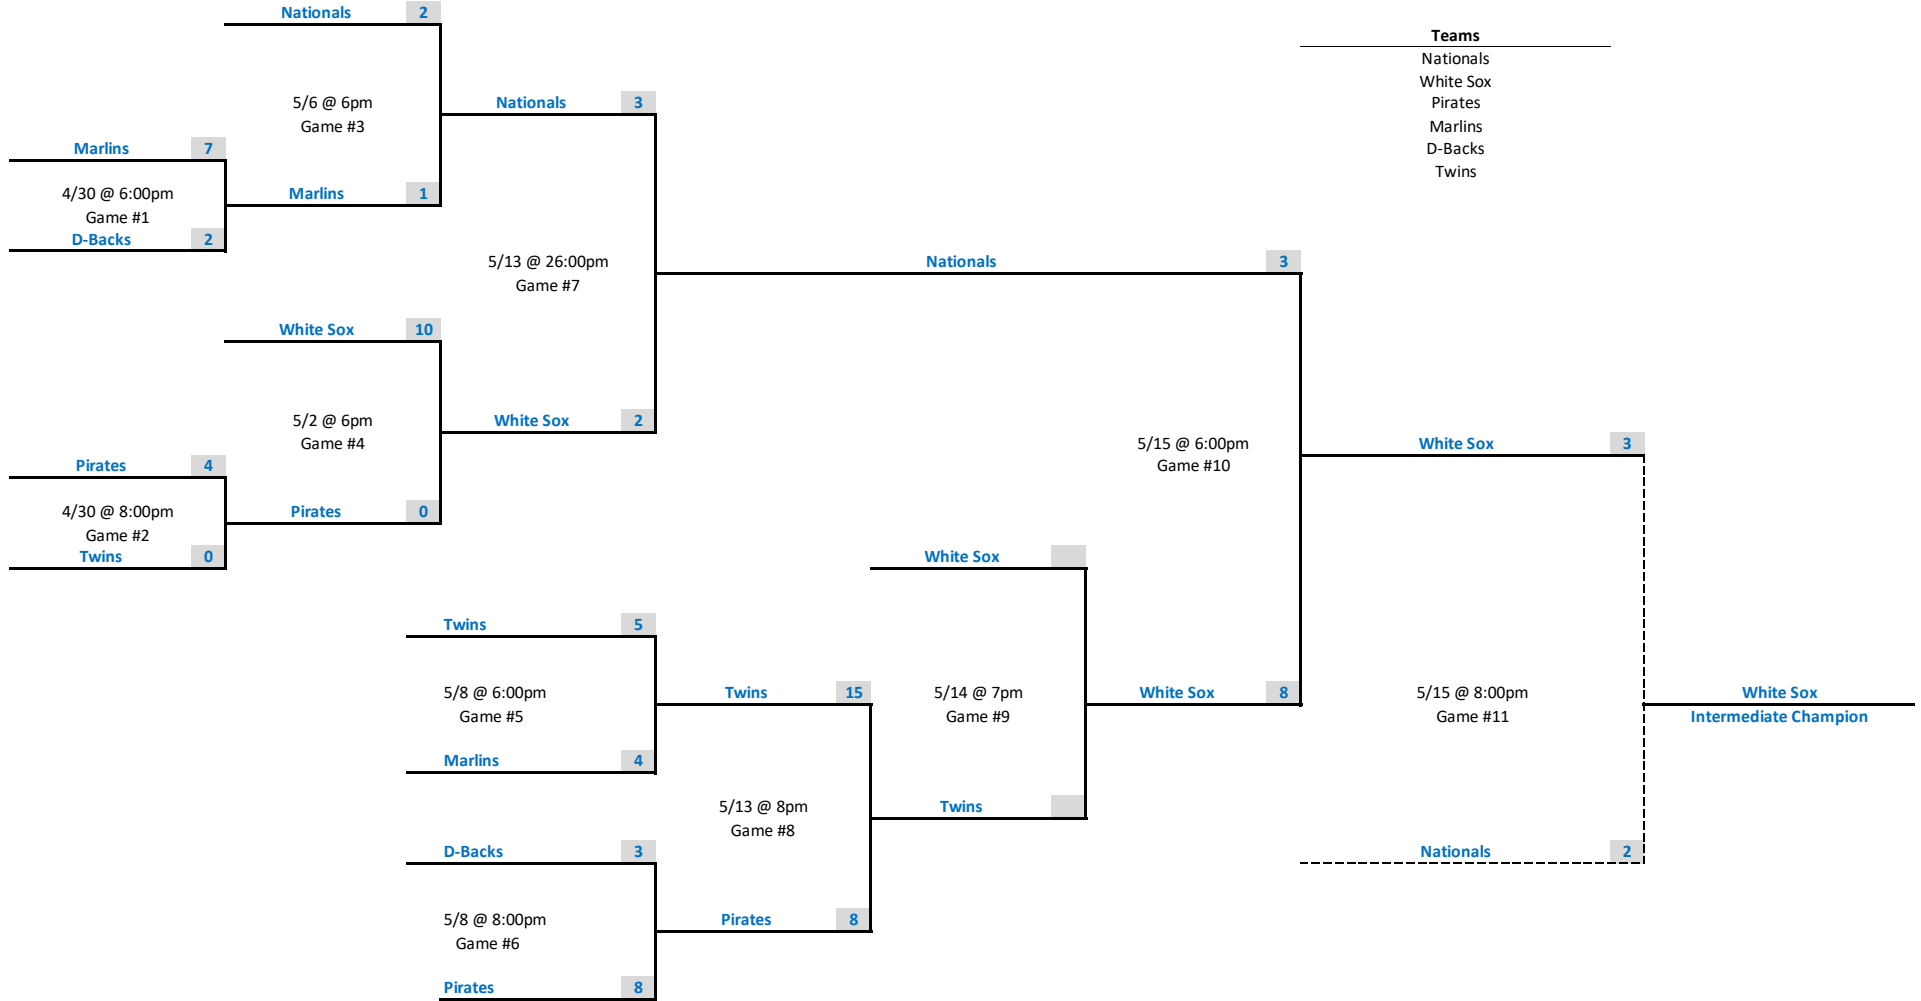 Nationals 2
Teams
Nationals
White Sox
Pirates
Marlins
D-Backs
Twins
5/6 @ 6pm
Game #3
Nationals 3
Marlins 7
4/30 @ 6:00pm
Game #1
D-Backs 2
Marlins 1
5/13 @ 26:00pm
Game #7
Nationals 3
White Sox 10
5/2 @ 6pm
Game #4
White Sox 2
Pirates 4
4/30 @ 8:00pm
Game #2
Twins 0
Pirates 0
5/15 @ 6:00pm
Game #10
White Sox 3
White Sox
Twins 5
5/8 @ 6:00pm
Game #5
Marlins 4
Twins 15
5/14 @ 7pm
Game #9
White Sox 8
5/15 @ 8:00pm
Game #11
White Sox
Intermediate Champion
5/13 @ 8pm
Game #8
Twins
D-Backs 3
Nationals 2
5/8 @ 8:00pm
Game #6
Pirates 8
Pirates 8